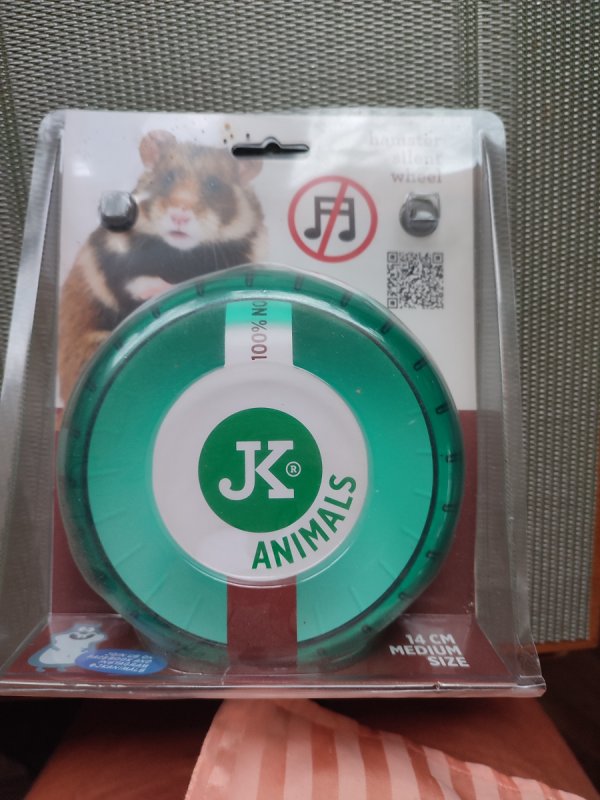 hamster
silent
wheel
100% NO
JK®
ANIMALS
14 CM
MEDIUM
SIZE